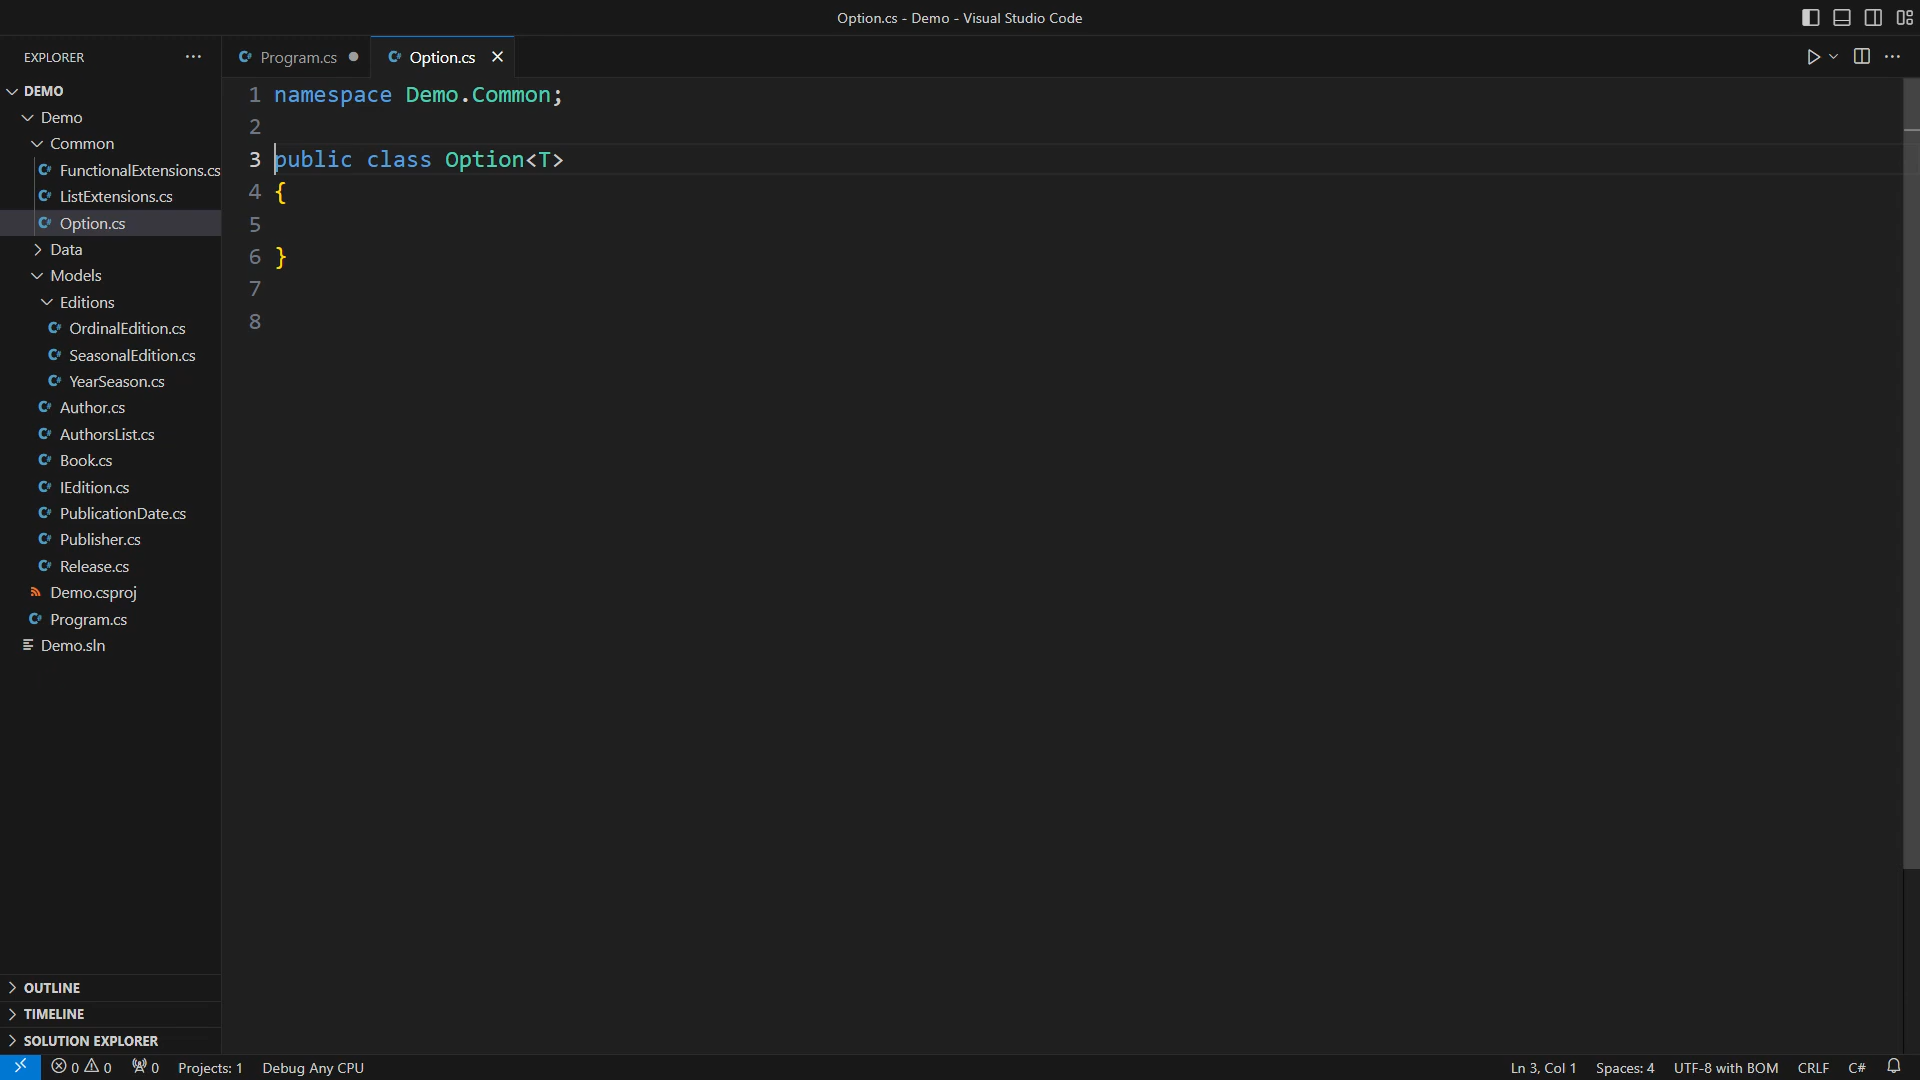 Option.cs - Demo - Visual Studio Code
EXPLORER
Program.cs
Option.cs
DEMO
Demo
Common
FunctionalExtensions.cs
ListExtensions.cs
Option.cs
Data
Models
Editions
OrdinalEdition.cs
SeasonalEdition.cs
YearSeason.cs
Author.cs
AuthorsList.cs
Book.cs
IEdition.cs
PublicationDate.cs
Publisher.cs
Release.cs
Demo.csproj
Program.cs
Demo.sln
OUTLINE
TIMELINE
SOLUTION EXPLORER
1 namespace Demo.Common;
2
3 public class Option<T>
4 {
5
6 }
7
8
0 0 0 Projects: 1 Debug Any CPU
Ln 3, Col 1 Spaces: 4 UTF-8 with BOM CRLF C#